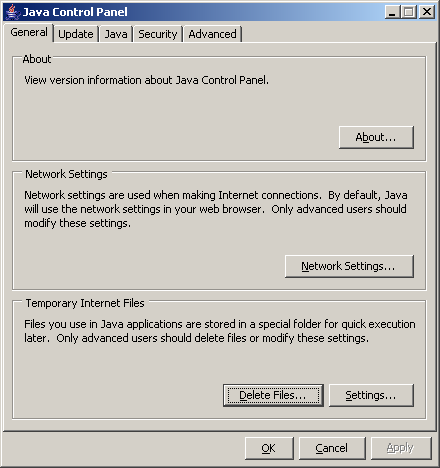 Java Control Panel
General Update Java Security Advanced
About
View version information about Java Control Panel.
About...
Network Settings
Network settings are used when making Internet connections. By default, Java
will use the network settings in your web browser. Only advanced users should
modify these settings.
Network Settings...
Temporary Internet Files
Files you use in Java applications are stored in a special folder for quick execution
later. Only advanced users should delete files or modify these settings.
Delete Files... Settings...
OK Cancel Apply